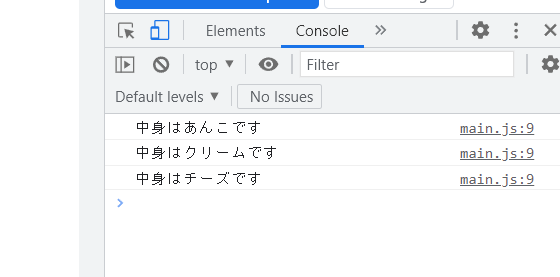 Elements Console
top Filter
Default levels No Issues
中身はあんこです main.js:9
中身はクリームです main.js:9
中身はチーズです main.js:9